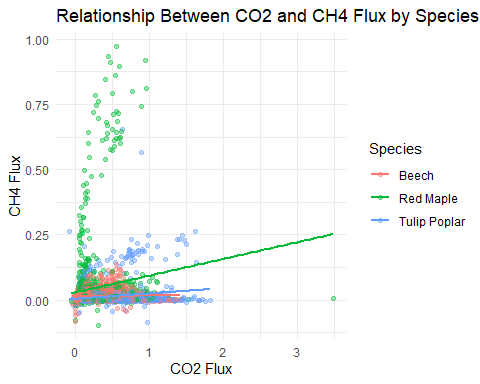 Relationship Between CO2 and CH4 Flux by Species
1.00
0.75
0.50
0.25
0.00
CH4 Flux
0 1 2 3
CO2 Flux
Species
Beech
Red Maple
Tulip Poplar